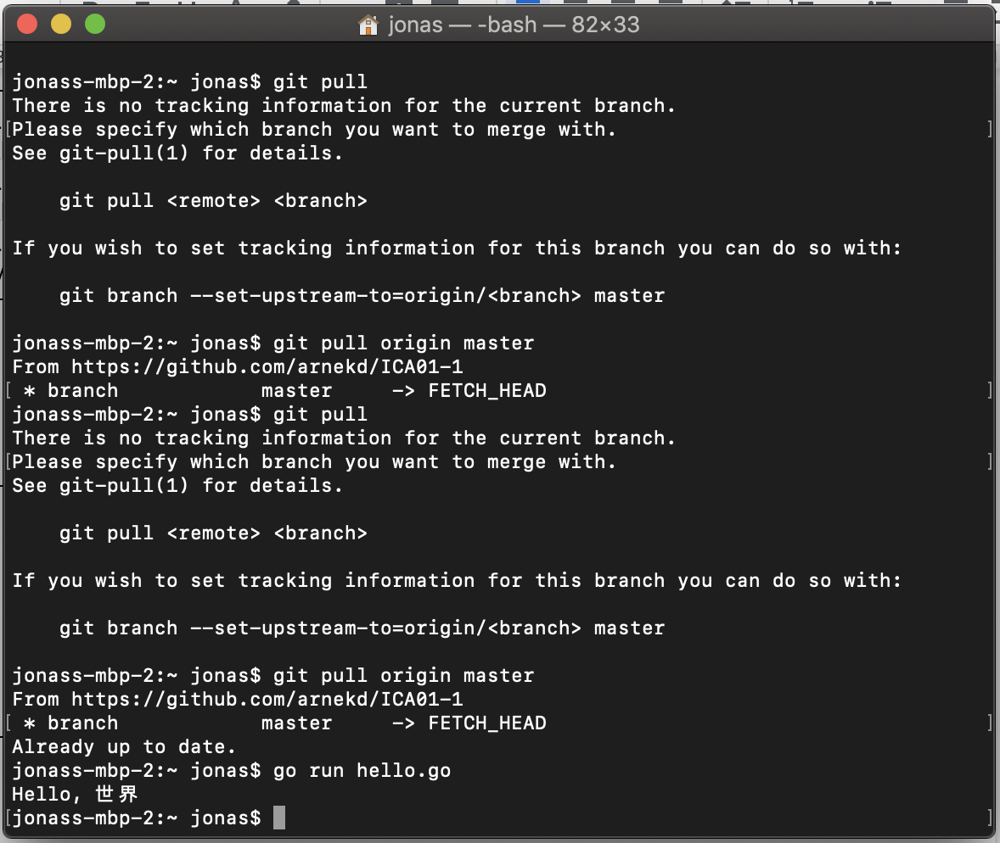 jonas — -bash — 82×33
jonass-mbp-2:~ jonas$ git pull
There is no tracking information for the current branch.
[Please specify which branch you want to merge with. ]
See git-pull(1) for details.
git pull <remote> <branch>
If you wish to set tracking information for this branch you can do so with:
git branch --set-upstream-to=origin/<branch> master
jonass-mbp-2:~ jonas$ git pull origin master
From https://github.com/arnekd/ICA01-1
[ * branch            master     -> FETCH_HEAD ]
jonass-mbp-2:~ jonas$ git pull
There is no tracking information for the current branch.
[Please specify which branch you want to merge with. ]
See git-pull(1) for details.
git pull <remote> <branch>
If you wish to set tracking information for this branch you can do so with:
git branch --set-upstream-to=origin/<branch> master
jonass-mbp-2:~ jonas$ git pull origin master
From https://github.com/arnekd/ICA01-1
[ * branch            master     -> FETCH_HEAD ]
Already up to date.
jonass-mbp-2:~ jonas$ go run hello.go
Hello, 世界
[jonass-mbp-2:~ jonas$ ]